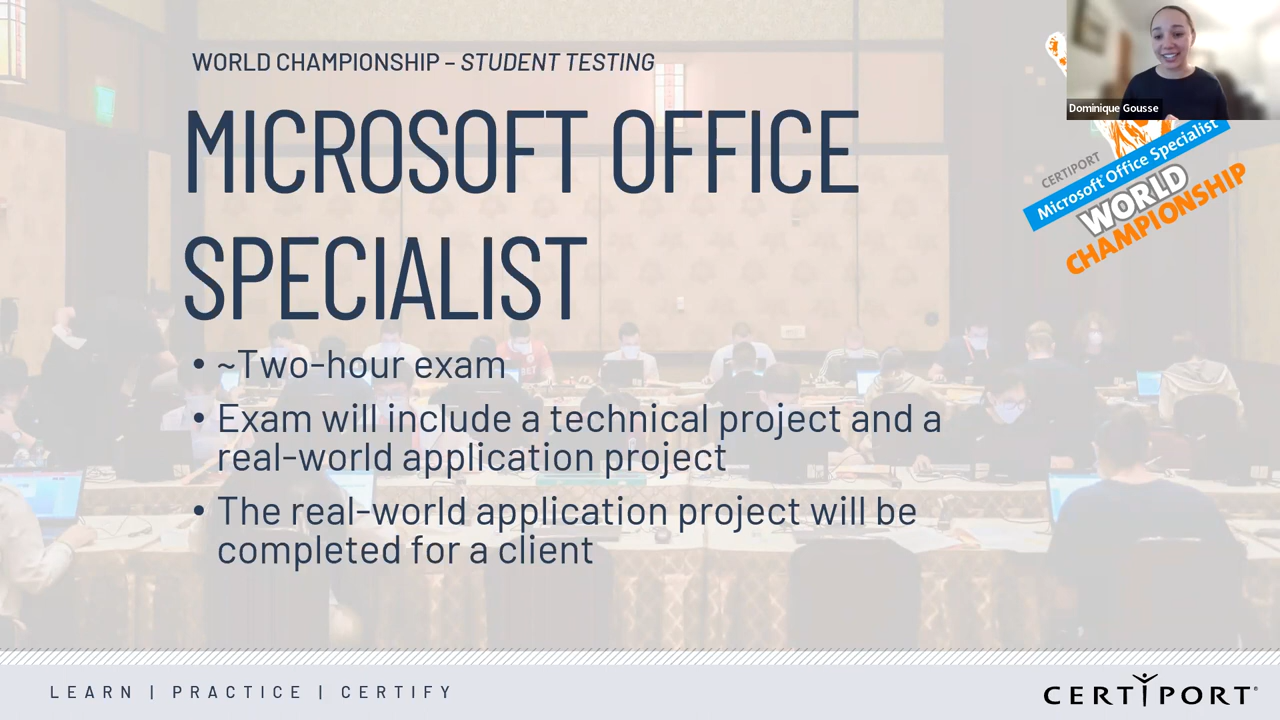 WORLD CHAMPIONSHIP – STUDENT TESTING
Dominique Gousse
CERTIPORT
Microsoft Office Specialist
WORLD
CHAMPIONSHIP
MICROSOFT OFFICE
SPECIALIST
• ~Two-hour exam
• Exam will include a technical project and a
real-world application project
• The real-world application project will be
completed for a client
LEARN | PRACTICE | CERTIFY
CERTIPORT